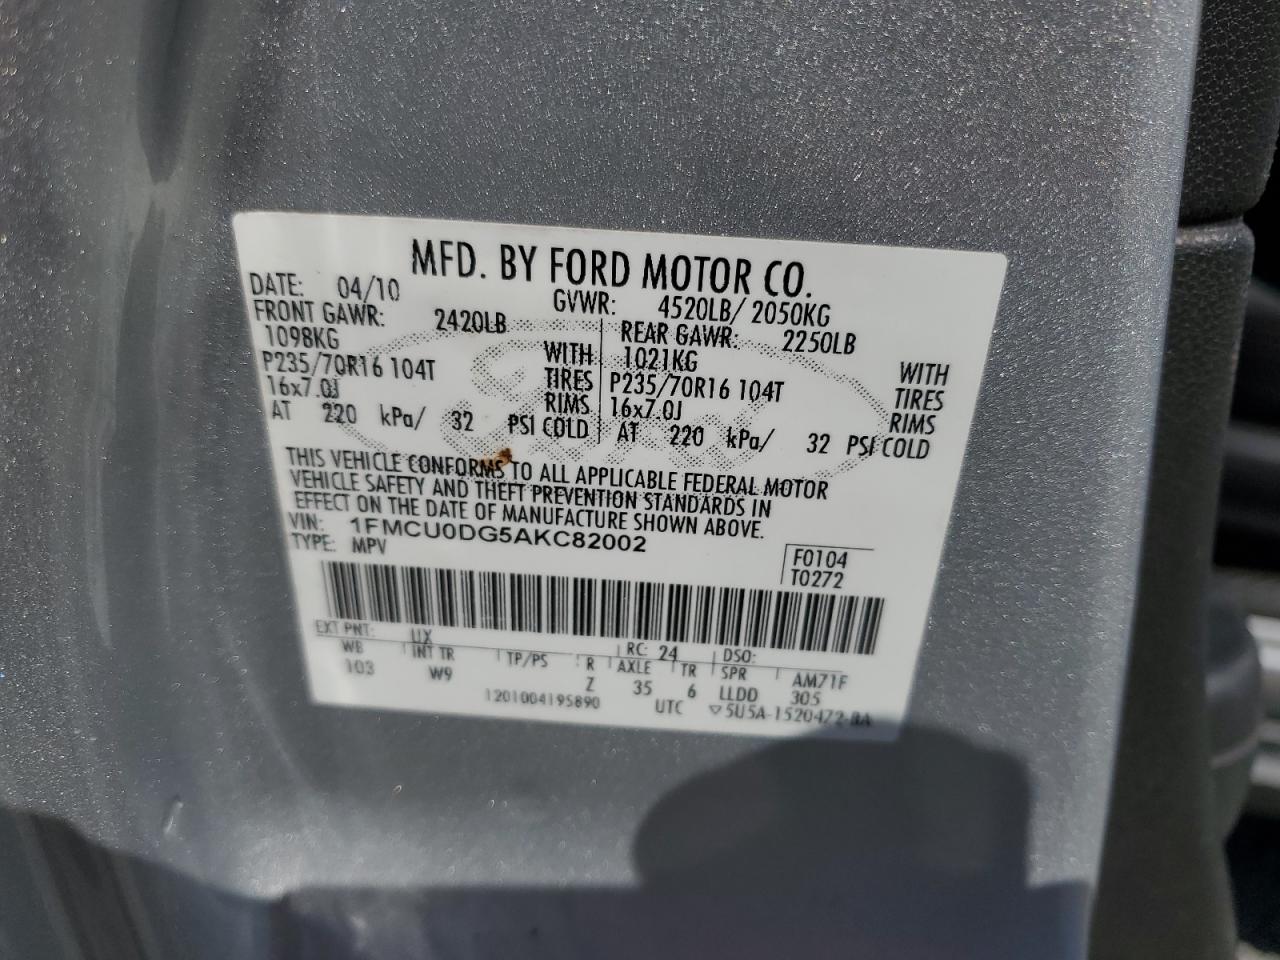 MFD. BY FORD MOTOR CO.
DATE: 04/10 GVWR: 4520LB/ 2050KG
FRONT GAWR: 2420LB REAR GAWR: 2250LB
1098KG WITH 1021KG WITH
P235/70R16 104T TIRES P235/70R16 104T TIRES
16x7.0J RIMS 16x7.0J RIMS
AT 220 kPa/ 32 PSI COLD AT 220 kPa/ 32 PSI COLD
THIS VEHICLE CONFORMS TO ALL APPLICABLE FEDERAL MOTOR
VEHICLE SAFETY AND THEFT PREVENTION STANDARDS IN
EFFECT ON THE DATE OF MANUFACTURE SHOWN ABOVE.
VIN: 1FMCU0DG5AKC82002
TYPE: MPV
F0104
T0272
EXT PNT: UX RC: 24 DSO:
WB INT TR TP/PS R AXLE TR SPR AM71F
103 W9 Z 35 6 LLDD 305
1201004195890 UTC ▽5U5A-1520472-BA